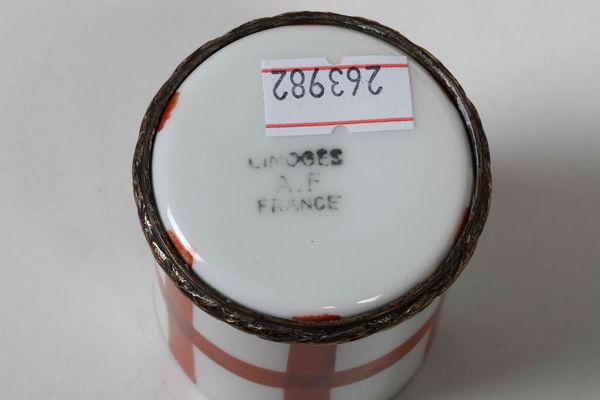 263982
LIMOGES
A.F
FRANCE